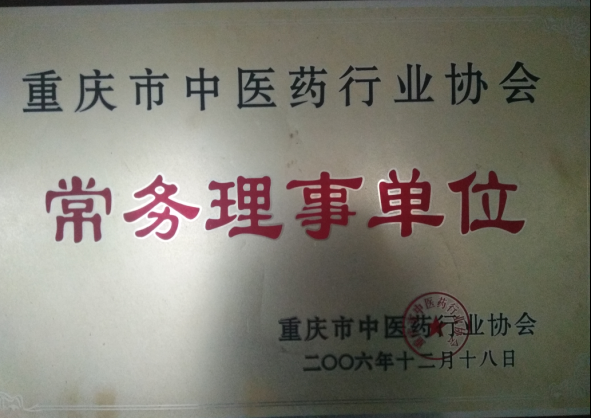 重庆市中医药行业协会
常务理事单位
重庆市中医药行业协会
二〇〇六年十二月十八日